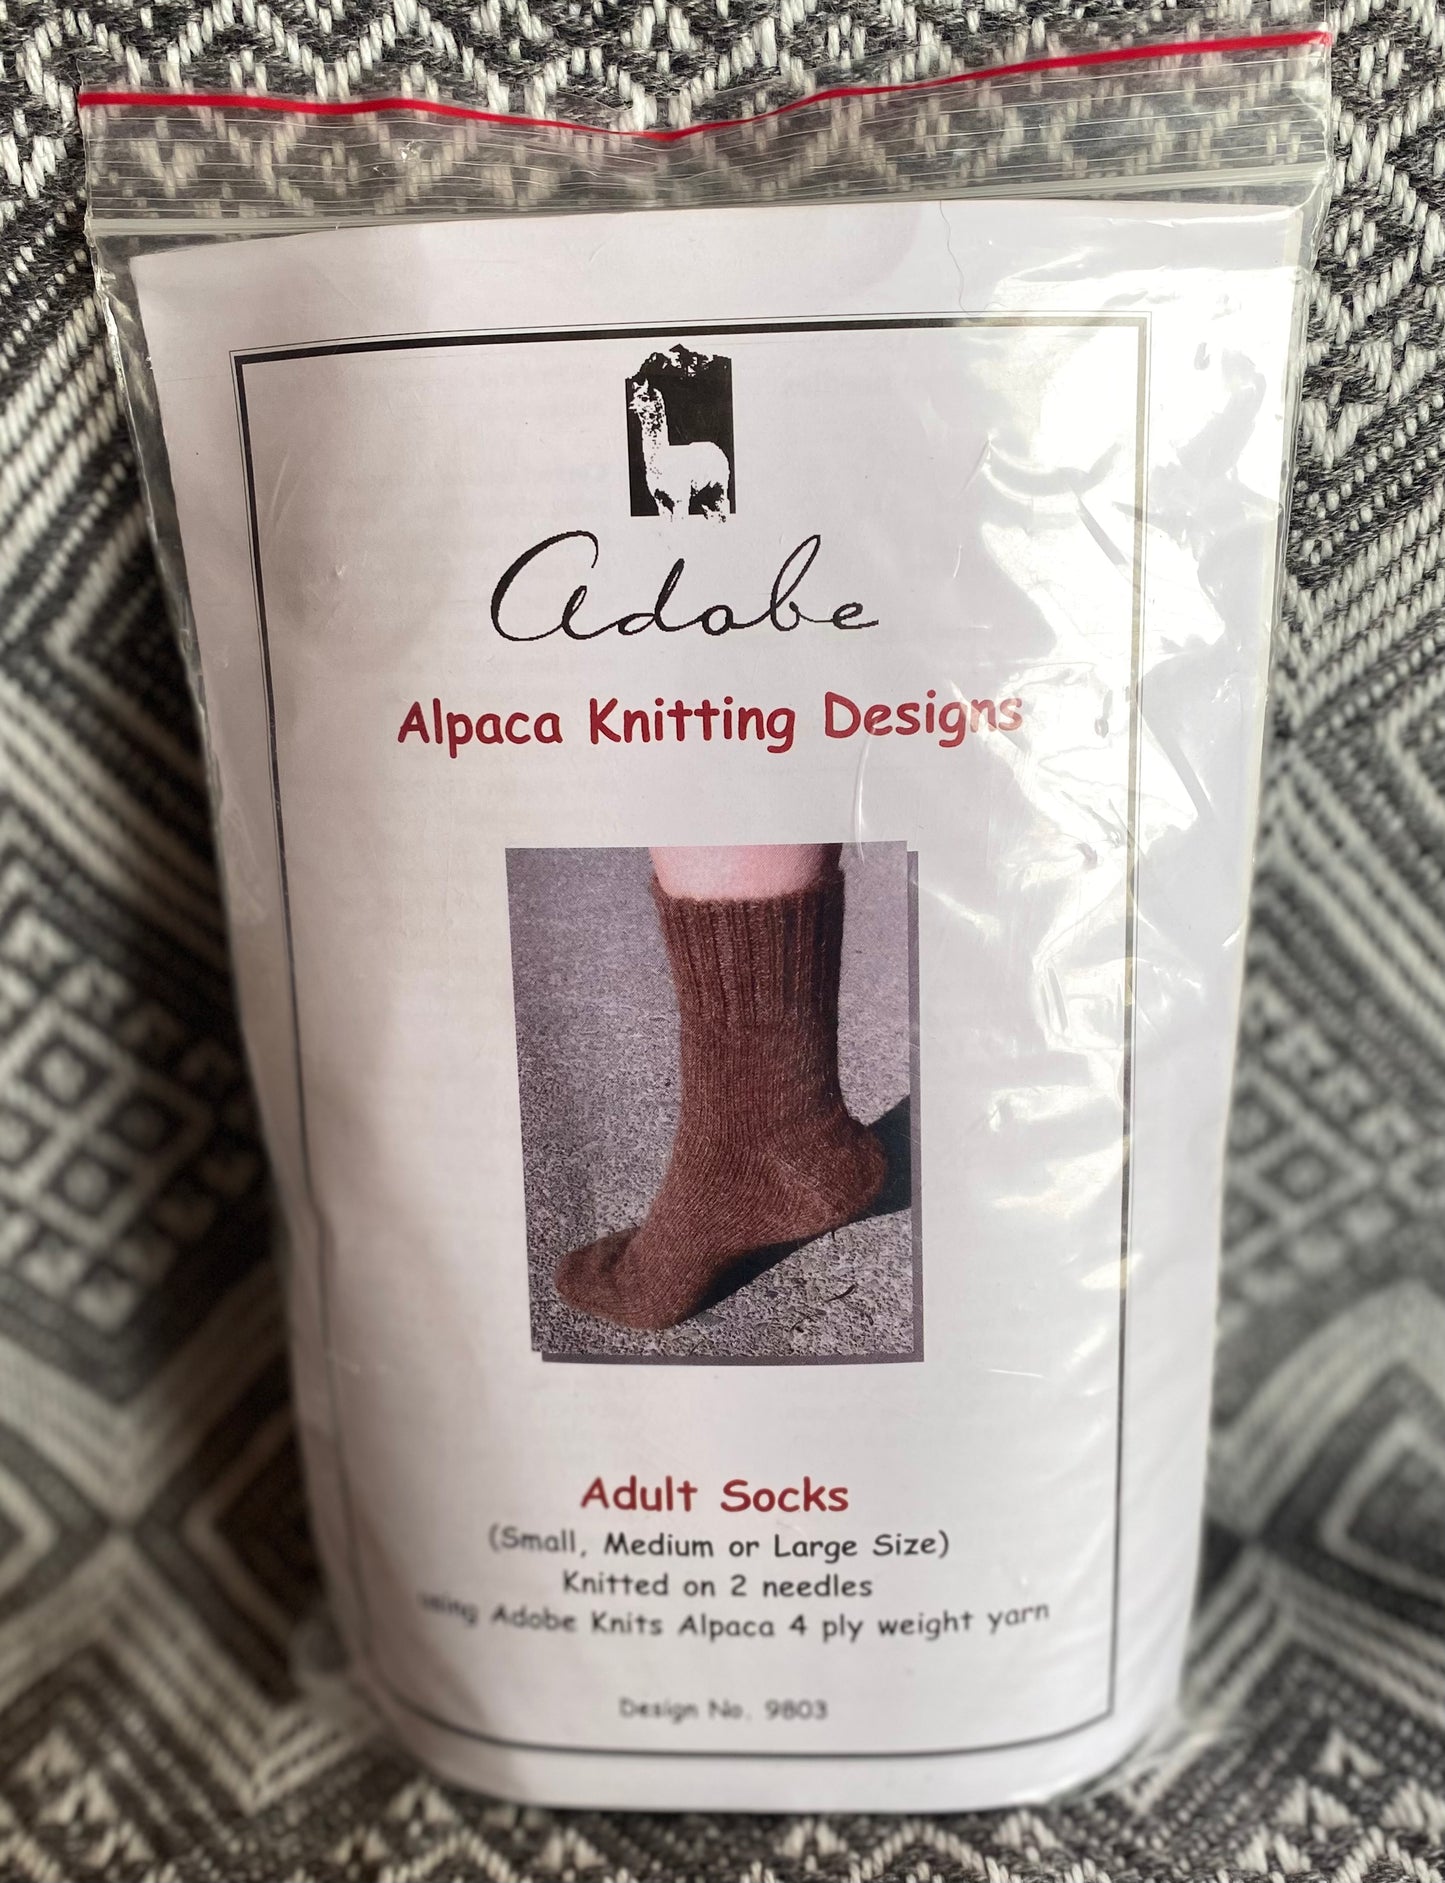 Adobe
Alpaca Knitting Designs
Adult Socks
(Small, Medium or Large Size)
Knitted on 2 needles
using Adobe Knits Alpaca 4 ply weight yarn
Design No. 9803